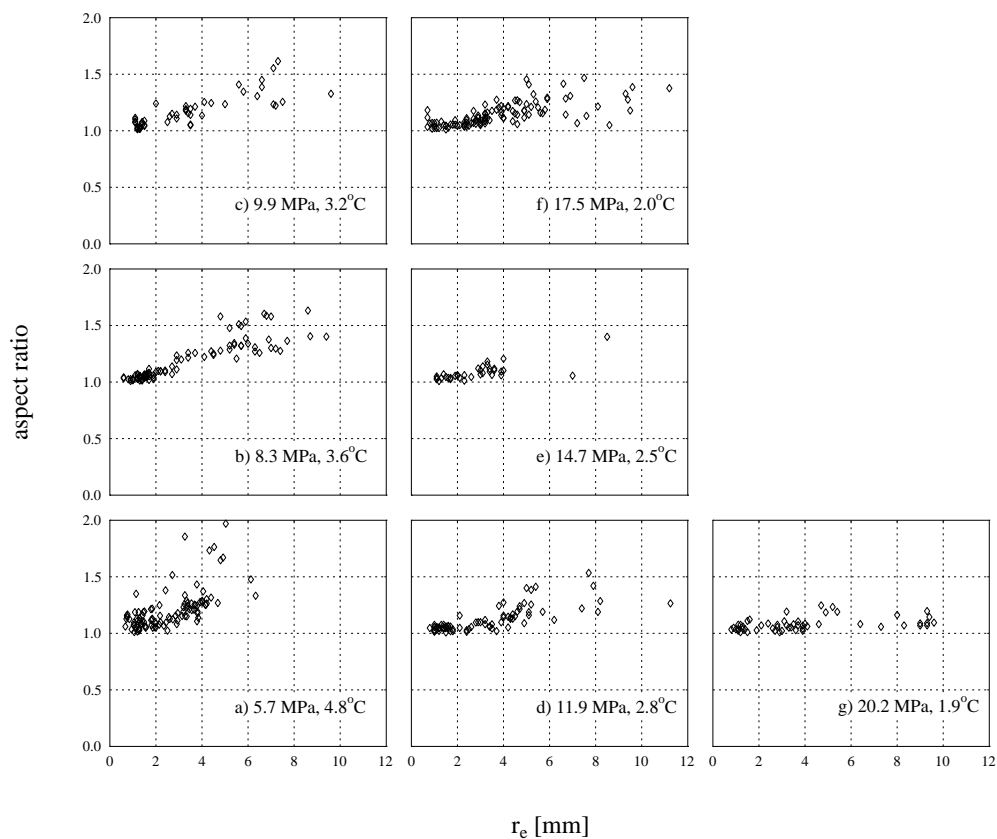 2.0
1.5
1.0
0.5
0.0
c) 9.9 MPa, 3.2°C
f) 17.5 MPa, 2.0°C
2.0
1.5
1.0
0.5
0.0
b) 8.3 MPa, 3.6°C
e) 14.7 MPa, 2.5°C
aspect ratio
2.0
1.5
1.0
0.5
0.0
a) 5.7 MPa, 4.8°C
d) 11.9 MPa, 2.8°C
g) 20.2 MPa, 1.9°C
0 2 4 6 8 10 12
0 2 4 6 8 10 12
0 2 4 6 8 10 12
rₑ [mm]